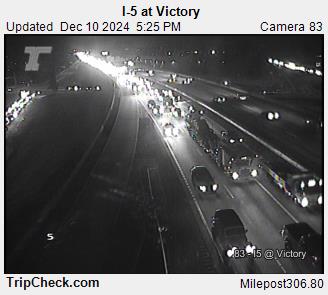 I-5 at Victory
Updated Dec 10 2024 5:25 PM Camera 83
T
S
83 - I5 @ Victory
TripCheck.com Milepost306.80